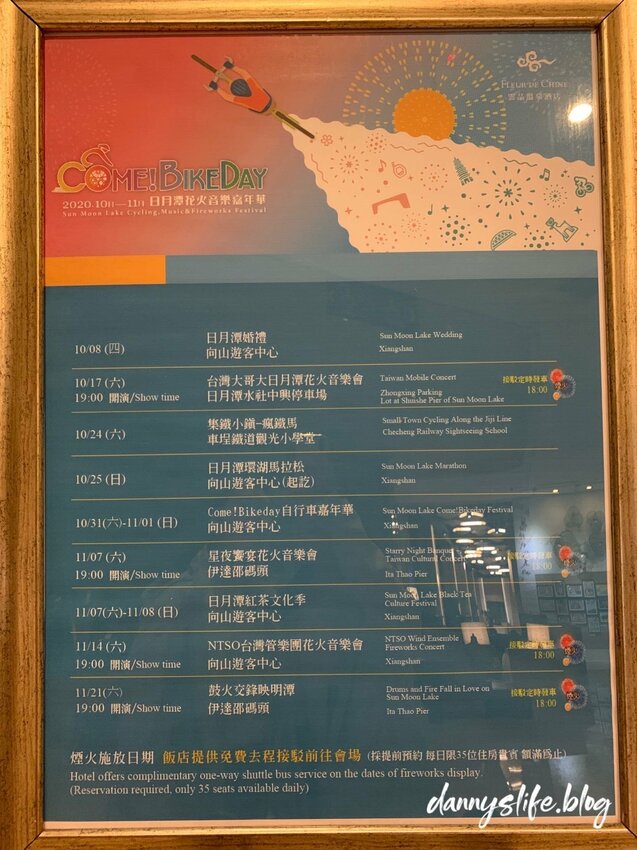 FLEUR DE CHINE
雲品溫泉酒店
COME! BIKEDAY
2020.10月—11月 日月潭花火音樂嘉年華
Sun Moon Lake Cycling,Music&Fireworks Festival
10/08 (四) 日月潭婚禮 Sun Moon Lake Wedding
向山遊客中心 Xiangshan
10/17 (六) 台灣大哥大日月潭花火音樂會 Taiwan Mobile Concert 接駁定時發車
19:00 開演/Show time 日月潭水社中興停車場 Zhongxing Parking 18:00
Lot at Shuishe Pier of Sun Moon Lake
10/24 (六) 集鐵小鎮-瘋鐵馬 Small-Town Cycling Along the Jiji Line
車埕鐵道觀光小學堂 Checheng Railway Sightseeing School
10/25 (日) 日月潭環湖馬拉松 Sun Moon Lake Marathon
向山遊客中心(起訖) Xiangshan
10/31(六)-11/01 (日) Come!Bikeday自行車嘉年華 Sun Moon Lake Come!Bikeday Festival
向山遊客中心 Xiangshan
11/07 (六) 星夜饗宴花火音樂會 Starry Night Banquet
Taiwan Cultural Concert 接駁定時發車
19:00 開演/Show time 伊達邵碼頭 Ita Thao Pier 18:00
11/07(六)-11/08 (日) 日月潭紅茶文化季 Sun Moon Lake Black Tea
Culture Festival
向山遊客中心 Xiangshan
11/14 (六) NTSO台灣管樂團花火音樂會 NTSO Wind Ensemble
Fireworks Concert 接駁定時發車
19:00 開演/Show time 向山遊客中心 Xiangshan 18:00
11/21(六) 鼓火交鋒映明潭 Drums and Fire Fall in Love on
Sun Moon Lake 接駁定時發車
19:00 開演/Show time 伊達邵碼頭 Ita Thao Pier 18:00
煙火施放日期 飯店提供免費去程接駁前往會場 (採提前預約 每日限35位住房貴賓 額滿為止)
Hotel offers complimentary one-way shuttle bus service on the dates of fireworks display.
(Reservation required, only 35 seats available daily)
dannyslife.blog